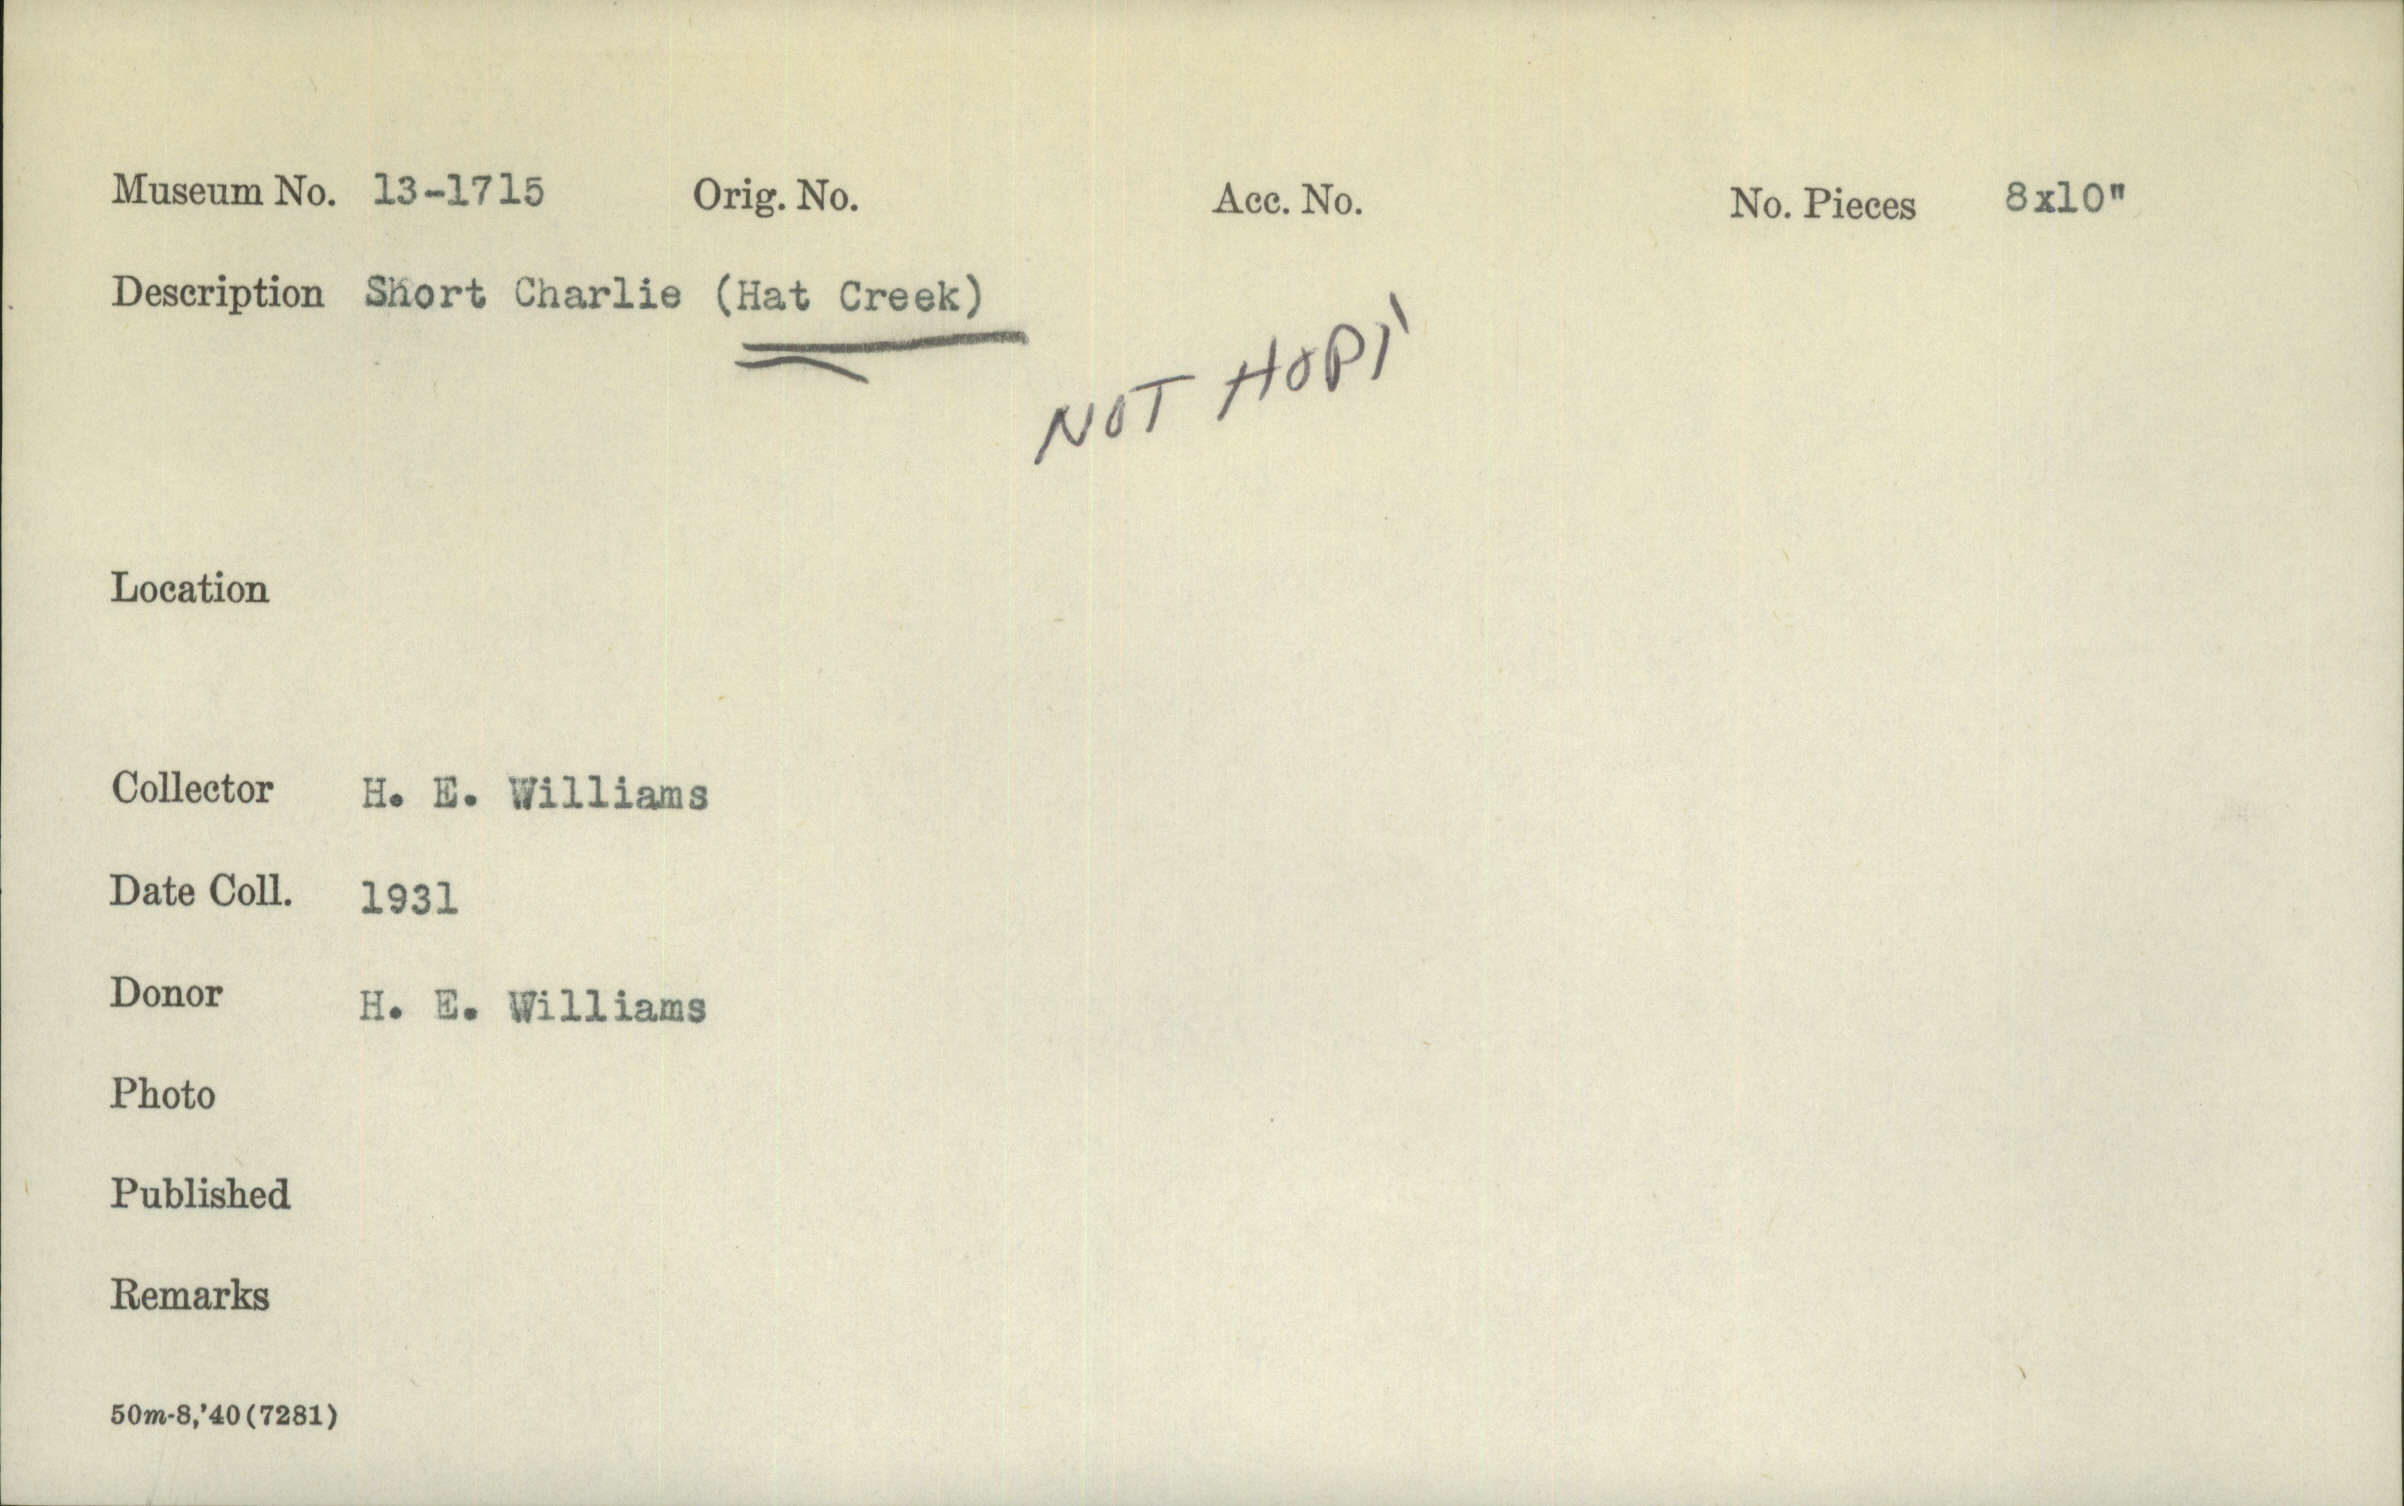 Museum No. 13-1715 Orig. No. Acc. No. No. Pieces 8x10"
Description Short Charlie (Hat Creek)
NOT HOPI
Location
Collector H. E. Williams
Date Coll. 1931
Donor H. E. Williams
Photo
Published
Remarks
50m-8,'40(7281)